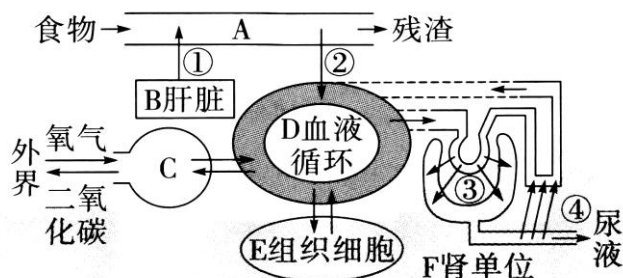 食物 A 残渣
① ②
B肝脏
D血液
循环
外
界
氧气
二氧
化碳
C
③
④
尿
液
E组织细胞
F肾单位